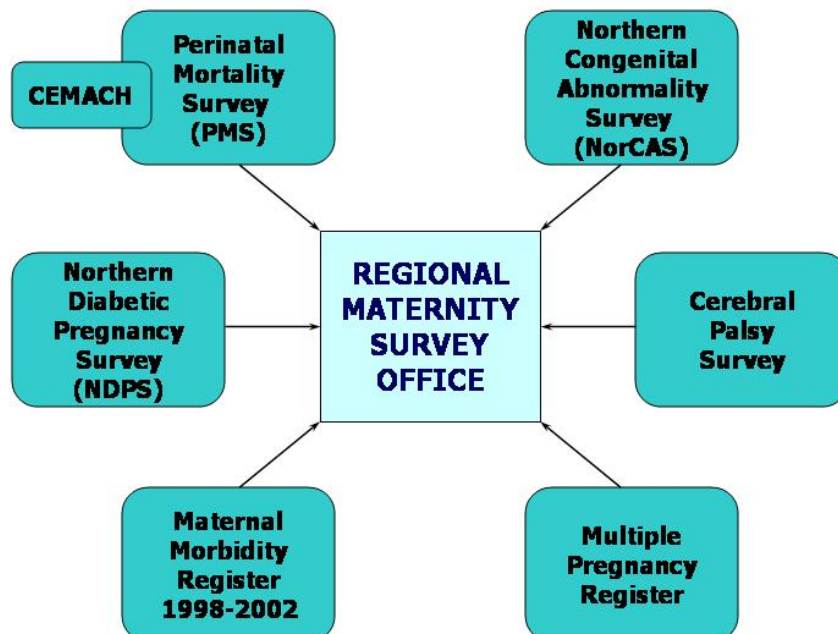 Perinatal
Mortality
Survey
(PMS)
CEMACH
Northern
Congenital
Abnormality
Survey
(NorCAS)
Northern
Diabetic
Pregnancy
Survey
(NDPS)
REGIONAL
MATERNITY
SURVEY
OFFICE
Cerebral
Palsy
Survey
Maternal
Morbidity
Register
1998-2002
Multiple
Pregnancy
Register